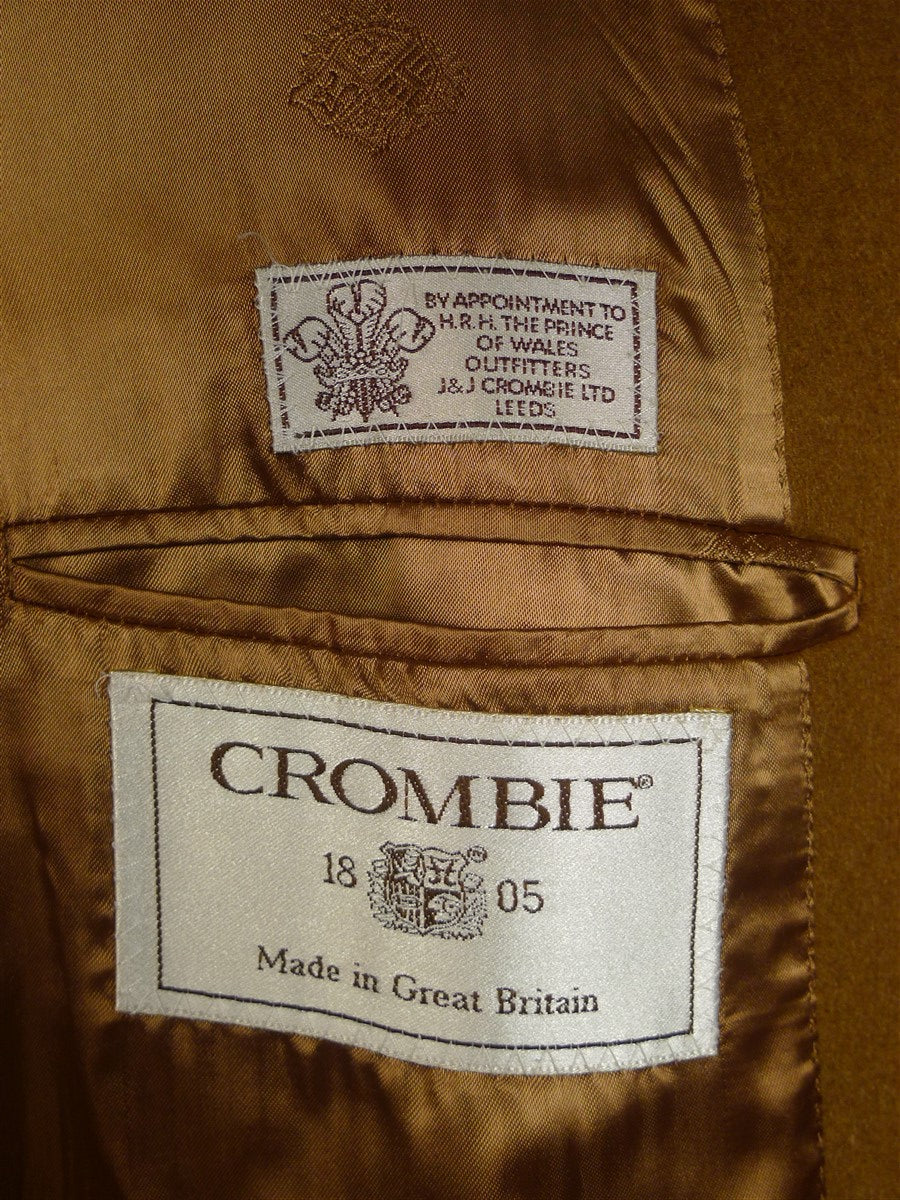 BY APPOINTMENT TO
H.R.H. THE PRINCE
OF WALES
OUTFITTERS
J&J CROMBIE LTD
LEEDS
CROMBIE®
18 05
Made in Great Britain